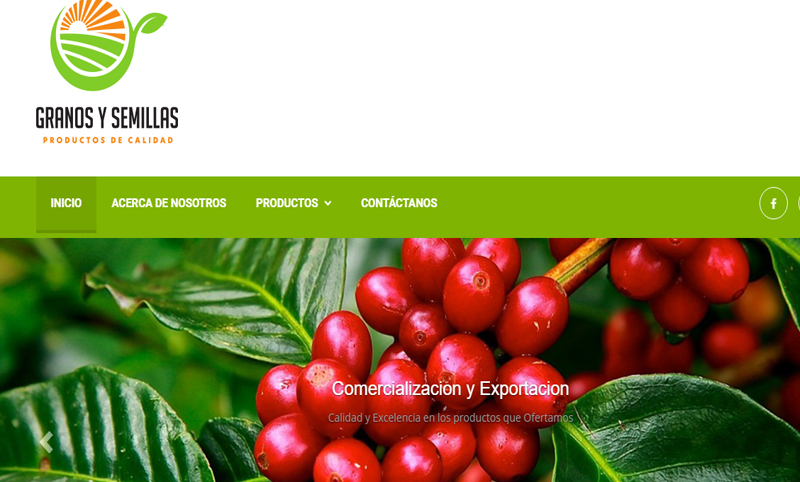 GRANOS Y SEMILLAS
PRODUCTOS DE CALIDAD
INICIO ACERCA DE NOSOTROS PRODUCTOS CONTÁCTANOS
Comercializacion y Exportacion
Calidad y Excelencia en los productos que Ofertamos